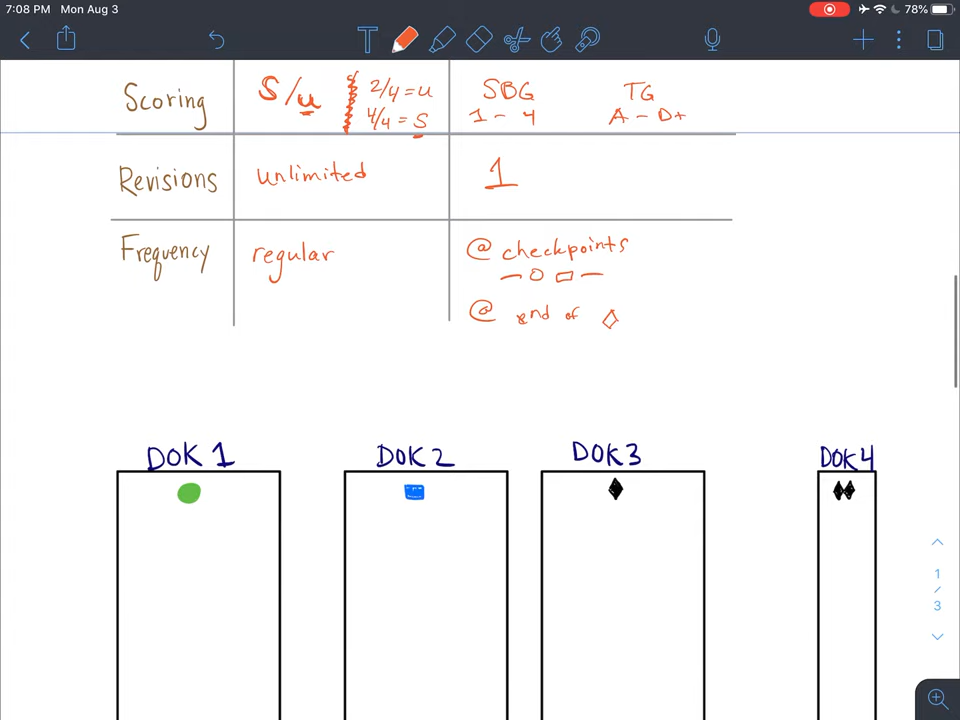 7:08 PM Mon Aug 3
78%
T
Scoring
S/u
2/4 = u
4/4 = S
SBG
1 - 4
TG
A - D+
Revisions
unlimited
1
Frequency
regular
@ checkpoints
@ end of
DOK 1
DOK 2
DOK 3
DOK 4
1
/
3